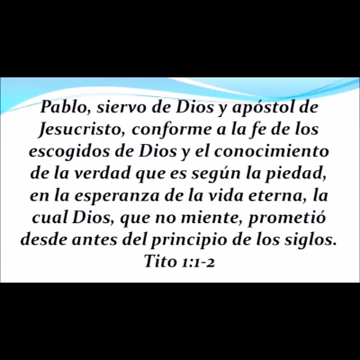 Pablo, siervo de Dios y apóstol de
Jesucristo, conforme a la fe de los
escogidos de Dios y el conocimiento
de la verdad que es según la piedad,
en la esperanza de la vida eterna, la
cual Dios, que no miente, prometió
desde antes del principio de los siglos.
Tito 1:1-2